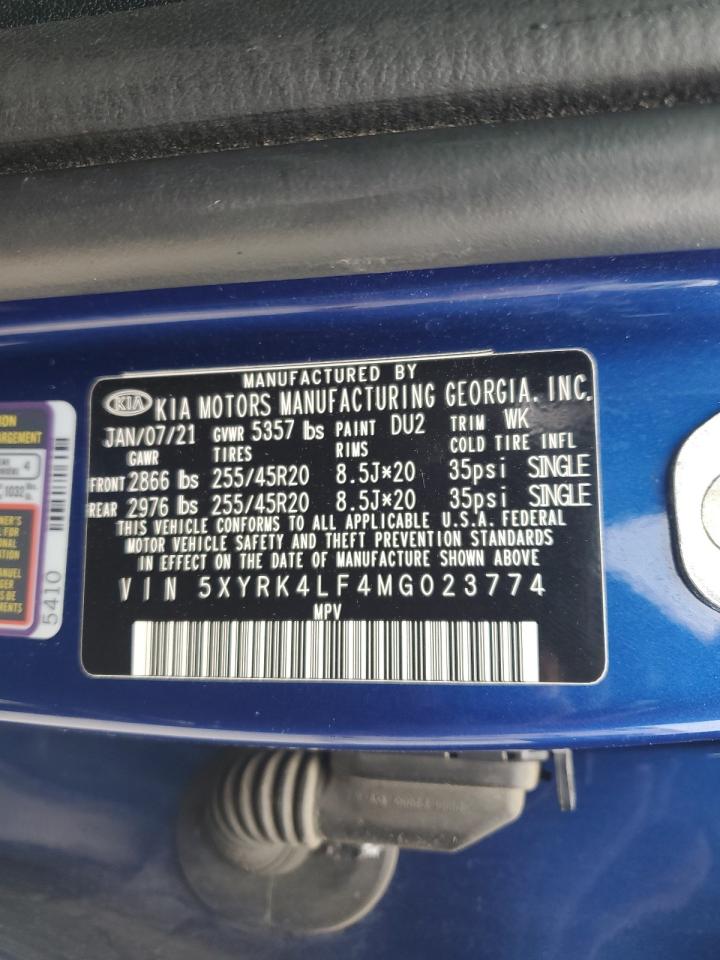 MANUFACTURED BY
KIA KIA MOTORS MANUFACTURING GEORGIA, INC.
JAN/07/21 GVWR 5357 lbs PAINT DU2 TRIM WK
GAWR TIRES RIMS COLD TIRE INFL
FRONT 2866 lbs 255/45R20 8.5J×20 35psi SINGLE
REAR 2976 lbs 255/45R20 8.5J×20 35psi SINGLE
THIS VEHICLE CONFORMS TO ALL APPLICABLE U.S.A. FEDERAL
MOTOR VEHICLE SAFETY AND THEFT PREVENTION STANDARDS
IN EFFECT ON THE DATE OF MANUFACTURE SHOWN ABOVE
VIN 5XYRK4LF4MG023774
MPV
4
1032
5410